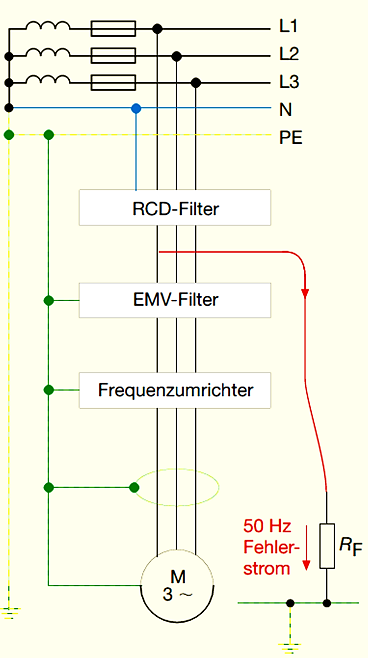 L1
L2
L3
N
PE
RCD-Filter
EMV-Filter
Frequenzumrichter
50 Hz
Fehler-
strom
RF
M
3 ~